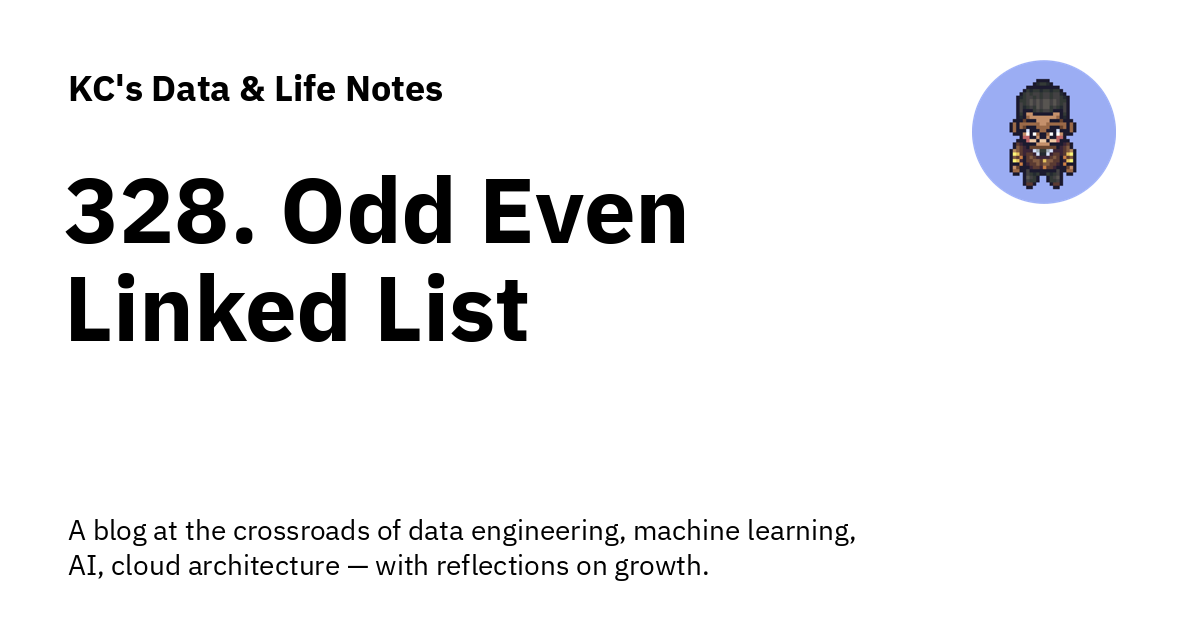 KC's Data & Life Notes
328. Odd Even
Linked List
A blog at the crossroads of data engineering, machine learning,
AI, cloud architecture — with reflections on growth.